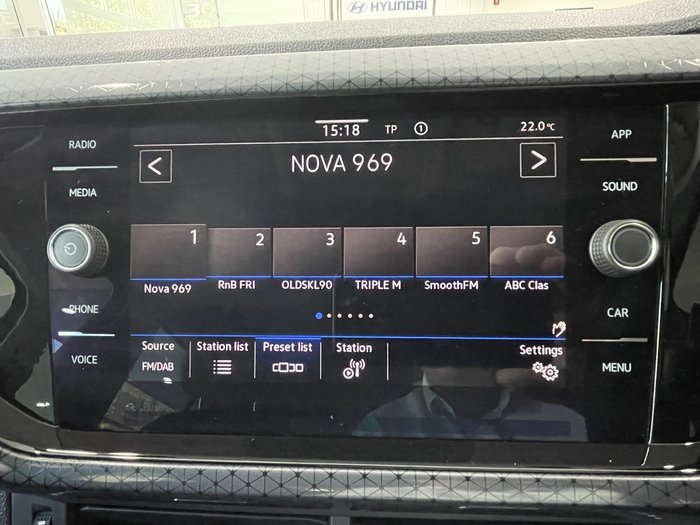 HYUNDAI
RADIO
MEDIA
PHONE
VOICE
15:18 TP 1 22.0°C
< NOVA 969 >
1 2 3 4 5 6
Nova 969 RnB FRI OLDSKL90 TRIPLE M SmoothFM ABC Clas
Source Station list Preset list Station Settings
FM/DAB
APP
SOUND
CAR
MENU